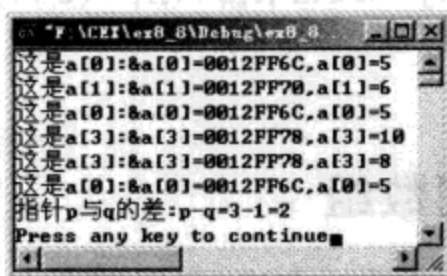 "F:\CEI\ex8_8\Debug\ex8_8...
这是a[0]:&a[0]=0012FF6C,a[0]=5
这是a[1]:&a[1]=0012FF70,a[1]=6
这是a[0]:&a[0]=0012FF6C,a[0]=5
这是a[3]:&a[3]=0012FF78,a[3]=10
这是a[3]:&a[3]=0012FF78,a[3]=8
这是a[0]:&a[0]=0012FF6C,a[0]=5
指针p与q的差:p-q=3-1=2
Press any key to continue